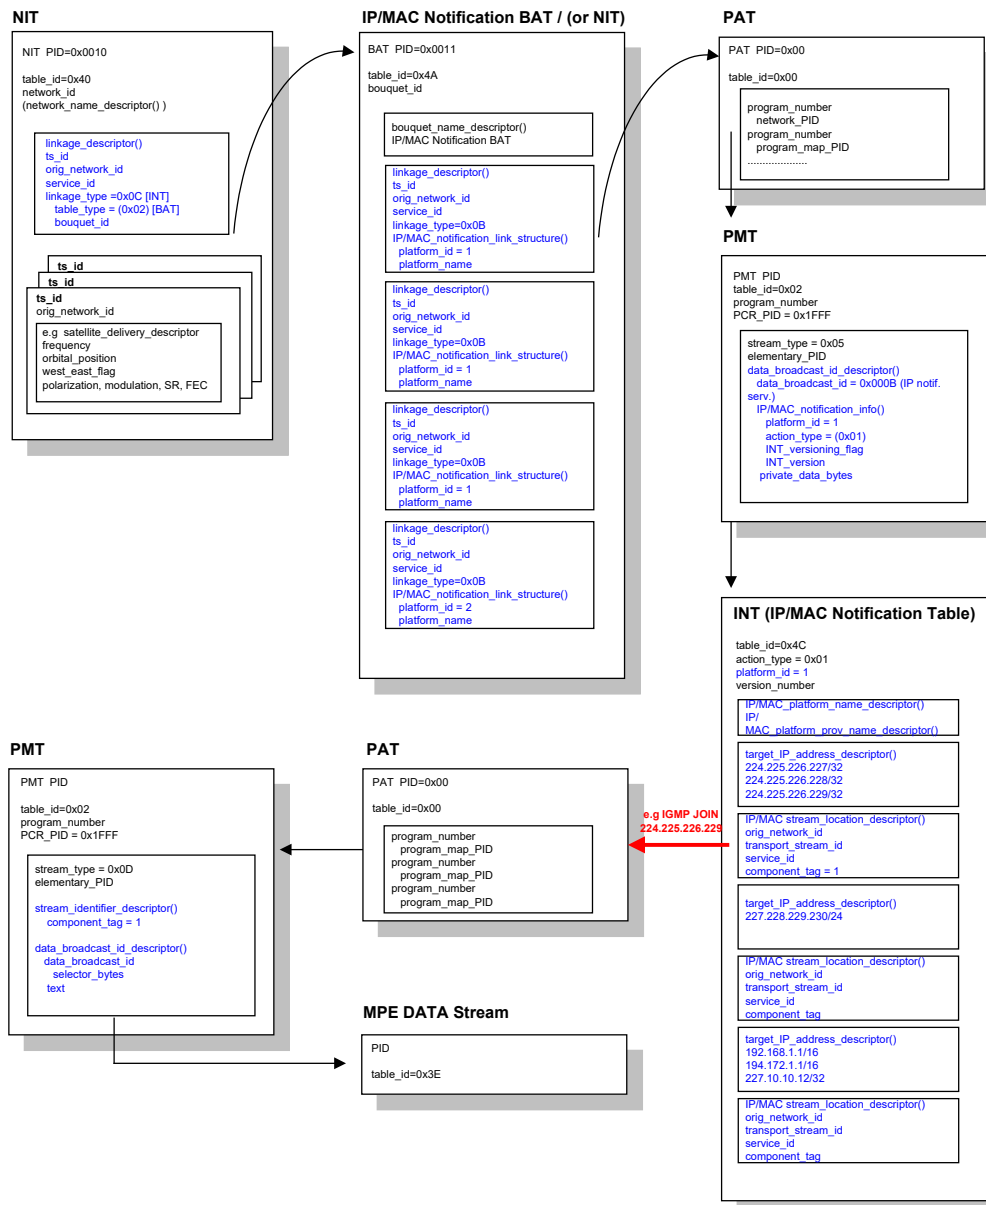 NIT
NIT PID=0x0010
table_id=0x40
network_id
(network_name_descriptor() )
linkage_descriptor()
ts_id
orig_network_id
service_id
linkage_type =0x0C [INT]
table_type = (0x02) [BAT]
bouquet_id
ts_id
ts_id
ts_id
orig_network_id
e.g satellite_delivery_descriptor
frequency
orbital_position
west_east_flag
polarization, modulation, SR, FEC
IP/MAC Notification BAT / (or NIT)
BAT PID=0x0011
table_id=0x4A
bouquet_id
bouquet_name_descriptor()
IP/MAC Notification BAT
linkage_descriptor()
ts_id
orig_network_id
service_id
linkage_type=0x0B
IP/MAC_notification_link_structure()
platform_id = 1
platform_name
linkage_descriptor()
ts_id
orig_network_id
service_id
linkage_type=0x0B
IP/MAC_notification_link_structure()
platform_id = 1
platform_name
linkage_descriptor()
ts_id
orig_network_id
service_id
linkage_type=0x0B
IP/MAC_notification_link_structure()
platform_id = 1
platform_name
linkage_descriptor()
ts_id
orig_network_id
service_id
linkage_type=0x0B
IP/MAC_notification_link_structure()
platform_id = 2
platform_name
PAT
PAT PID=0x00
table_id=0x00
program_number
network_PID
program_number
program_map_PID
....................
PMT
PMT PID
table_id=0x02
program_number
PCR_PID = 0x1FFF
stream_type = 0x05
elementary_PID
data_broadcast_id_descriptor()
data_broadcast_id = 0x000B (IP notif.
serv.)
IP/MAC_notification_info()
platform_id = 1
action_type = (0x01)
INT_versioning_flag
INT_version
private_data_bytes
INT (IP/MAC Notification Table)
table_id=0x4C
action_type = 0x01
platform_id = 1
version_number
IP/MAC_platform_name_descriptor()
IP/
MAC_platform_prov_name_descriptor()
target_IP_address_descriptor()
224.225.226.227/32
224.225.226.228/32
224.225.226.229/32
IP/MAC stream_location_descriptor()
orig_network_id
transport_stream_id
service_id
component_tag = 1
target_IP_address_descriptor()
227.228.229.230/24
IP/MAC stream_location_descriptor()
orig_network_id
transport_stream_id
service_id
component_tag
target_IP_address_descriptor()
192.168.1.1/16
194.172.1.1/16
227.10.10.12/32
IP/MAC stream_location_descriptor()
orig_network_id
transport_stream_id
service_id
component_tag
e.g IGMP JOIN
224.225.226.229
PAT
PAT PID=0x00
table_id=0x00
program_number
program_map_PID
program_number
program_map_PID
program_number
program_map_PID
PMT
PMT PID
table_id=0x02
program_number
PCR_PID = 0x1FFF
stream_type = 0x0D
elementary_PID
stream_identifier_descriptor()
component_tag = 1
data_broadcast_id_descriptor()
data_broadcast_id
selector_bytes
text
MPE DATA Stream
PID
table_id=0x3E